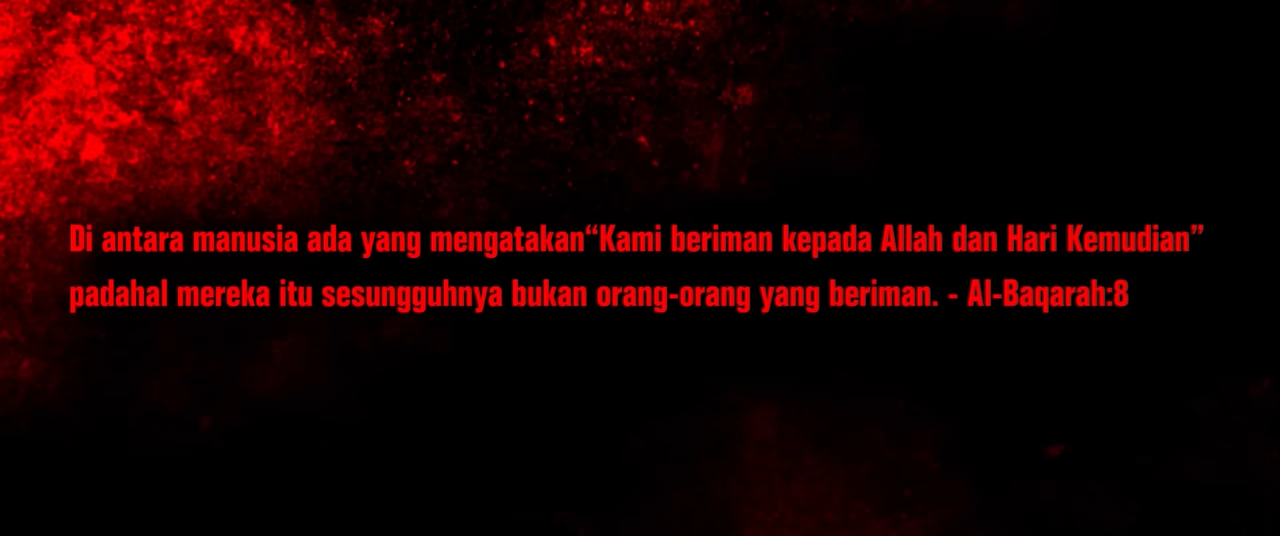 Di antara manusia ada yang mengatakan“Kami beriman kepada Allah dan Hari Kemudian”
padahal mereka itu sesungguhnya bukan orang-orang yang beriman. - Al-Baqarah:8